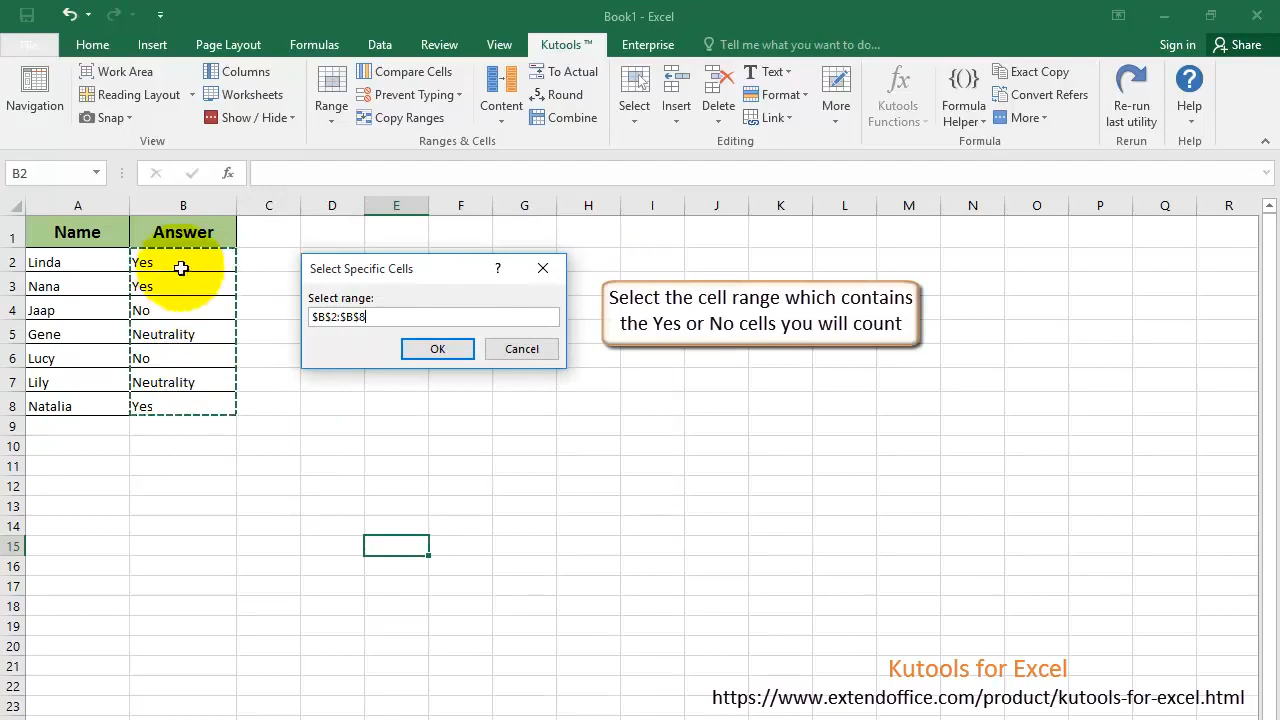 Book1 - Excel
File Home Insert Page Layout Formulas Data Review View Kutools ™ Enterprise Tell me what you want to do... Sign in Share
Work Area Columns Compare Cells To Actual Text Exact Copy
Reading Layout Worksheets Prevent Typing Round Format Convert Refs
Snap Show / Hide Copy Ranges Combine Link More
Navigation Range Content Select Insert Delete More Kutools Functions Formula Helper Re-run last utility Help
View Ranges & Cells Editing Formula Rerun Help
B2 fx
A B C D E F G H I J K L M N O P Q R
1 Name Answer
2 Linda Yes
3 Nana Yes
4 Jaap No
5 Gene Neutrality
6 Lucy No
7 Lily Neutrality
8 Natalia Yes
9
10
11
12
13
14
15
16
17
18
19
20
21
22
23
Select Specific Cells ?
Select range:
$B$2:$B$8
OK Cancel
Select the cell range which contains
the Yes or No cells you will count
Kutools for Excel
https://www.extendoffice.com/product/kutools-for-excel.html